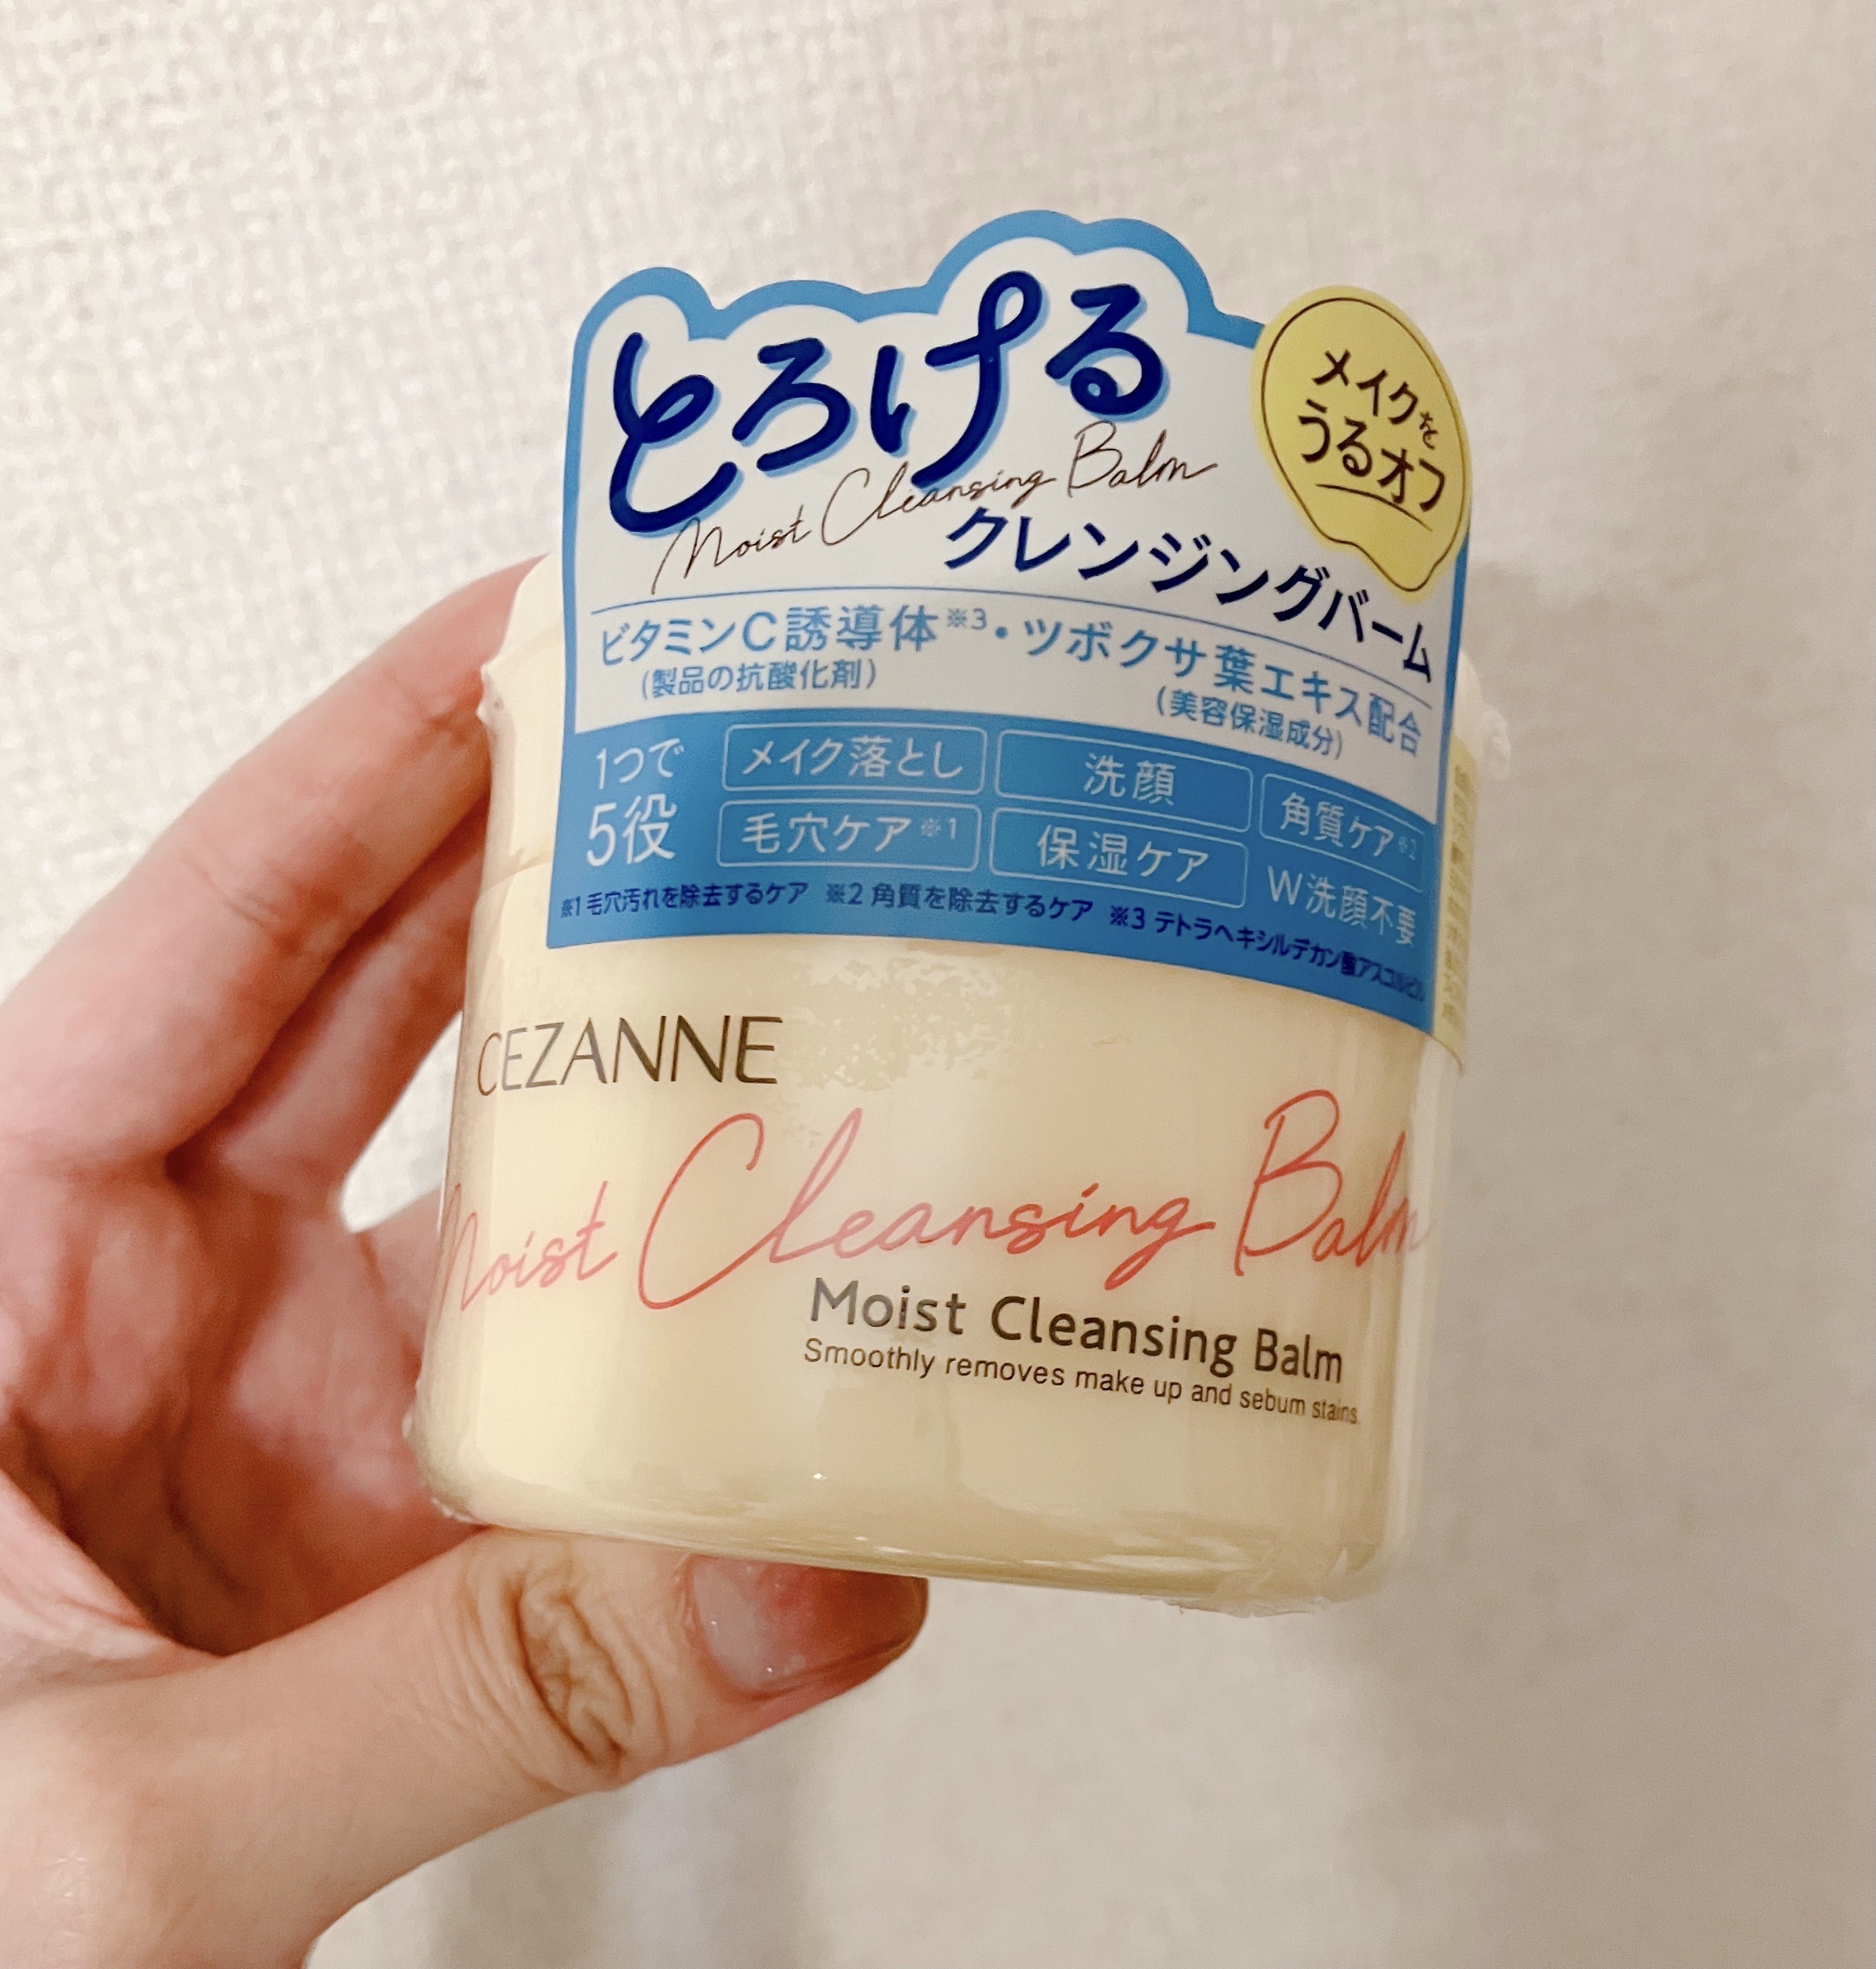 とろける
Moist Cleansing Balm
クレンジングバーム
メイクを
うるオフ
ビタミンC誘導体※3・ツボクサ葉エキス配合
(製品の抗酸化剤)
(美容保湿成分)
1つで
5役
メイク落とし
洗顔
角質ケア※2
毛穴ケア※1
保湿ケア
W洗顔不要
※1 毛穴汚れを除去するケア ※2 角質を除去するケア ※3 テトラヘキシルデカン酸アスコルビル
CEZANNE
Moist Cleansing Balm
Moist Cleansing Balm
Smoothly removes make up and sebum stains.